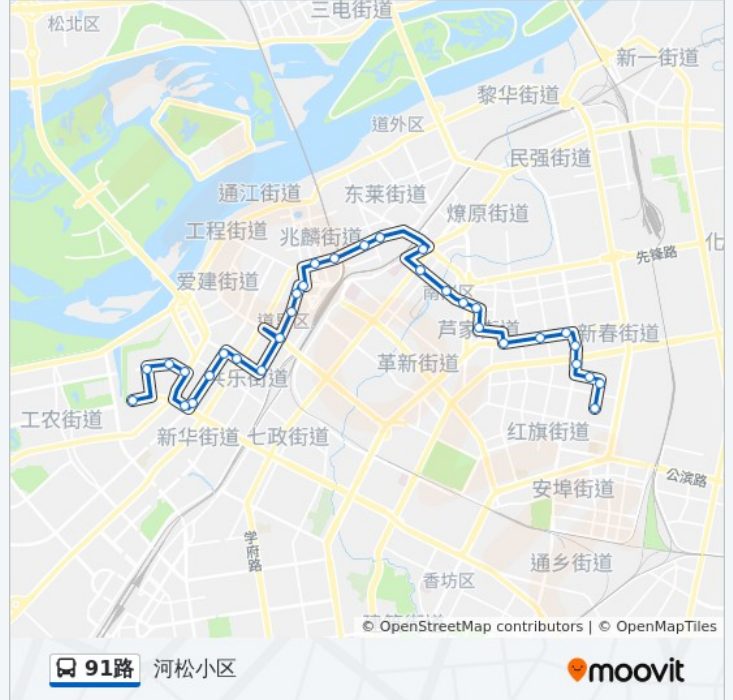 三电街道
松北区
新一街道
黎华街道
道外区
民强街道
通江街道
东莱街道
燎原街道
工程街道
兆麟街道
化
先锋路
爱建街道
南岗区
道里区
芦家街道
新春街道
革新街道
共乐街道
工农街道
新华街道
七政街道
红旗街道
公滨路
安埠街道
学府路
通乡街道
香坊区
© OpenStreetMap contributors | © OpenMapTiles
91路
河松小区
moovit